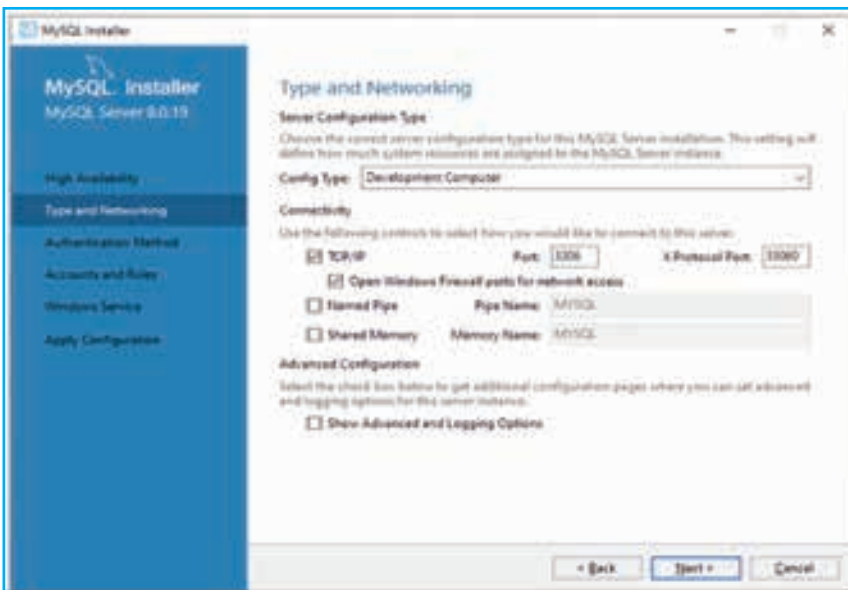 MySQL Installer
MySQL. Installer
MySQL Server 8.0.19
High Availability
Type and Networking
Authentication Method
Accounts and Roles
Windows Service
Apply Configuration
Type and Networking
Server Configuration Type
Choose the correct server configuration type for this MySQL Server installation. This setting will
define how much system resources are assigned to the MySQL Server instance.
Config Type: Development Computer
Connectivity
Use the following controls to select how you would like to connect to this server.
TCP/IP Port: 3306 X Protocol Port: 33060
Open Windows Firewall ports for network access
Named Pipe Pipe Name: MYSQL
Shared Memory Memory Name: MYSQL
Advanced Configuration
Select the check box below to get additional configuration pages where you can set advanced
and logging options for this server instance.
Show Advanced and Logging Options
< Back Next > Cancel